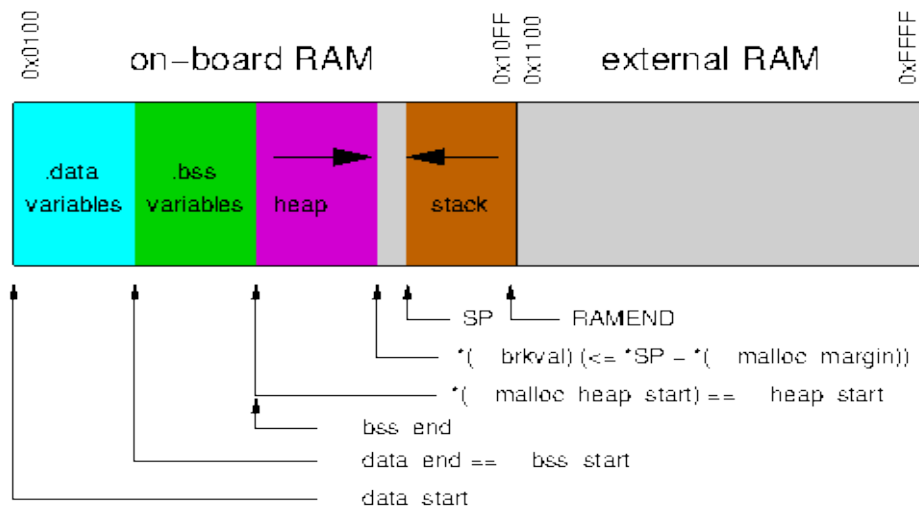 0x0100
on-board RAM
0x10FF
0x1100
external RAM
0xFFFF
.data
variables
.bss
variables
heap
stack
SP
RAMEND
*( brkval) (<= *SP - *( malloc margin))
*( malloc heap start) == heap start
bss end
data end == bss start
data start